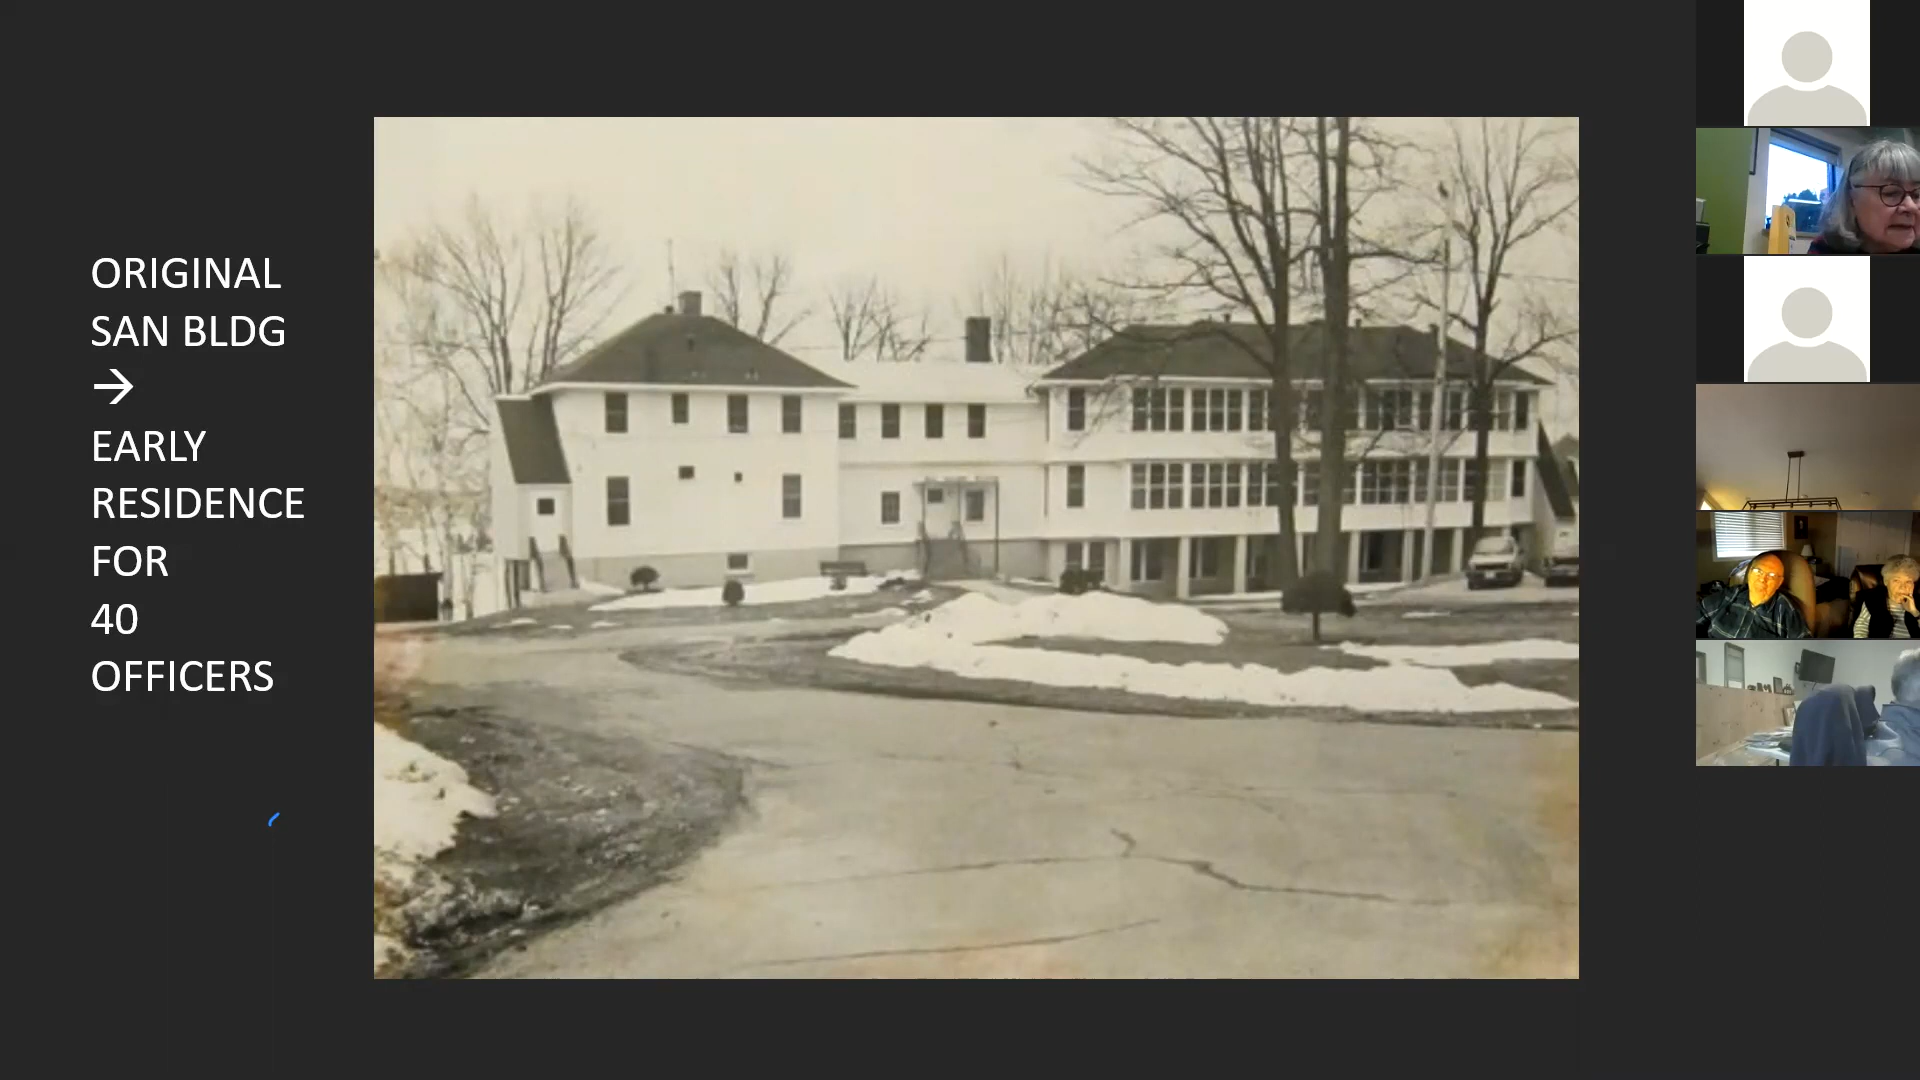 ORIGINAL
SAN BLDG
→
EARLY
RESIDENCE
FOR
40
OFFICERS